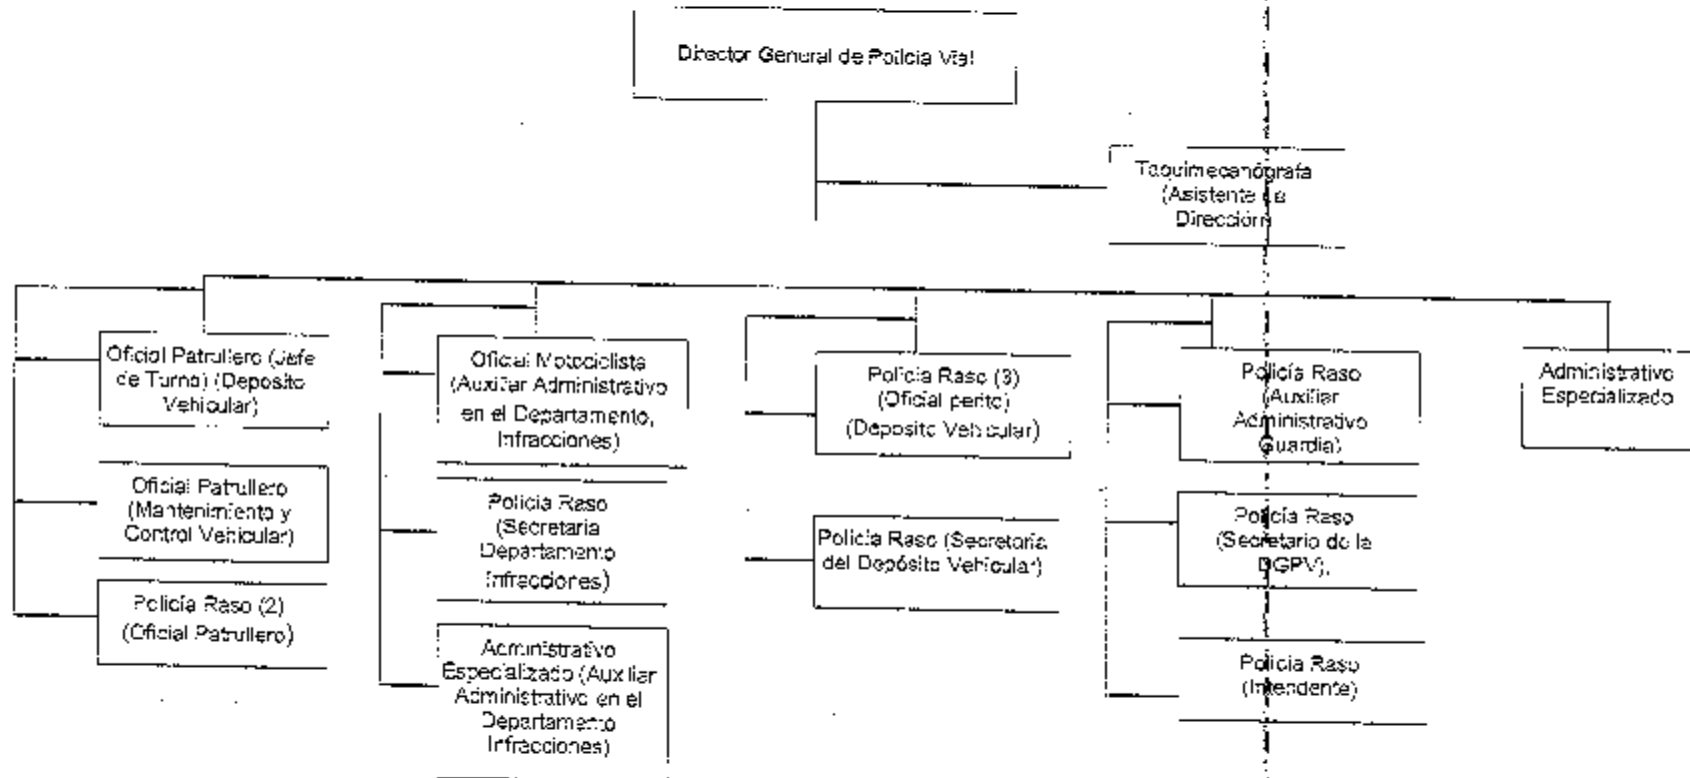 Director General de Policía Vial
Taquimecanógrafa
(Asistente de
Dirección)
Oficial Patrullero (Jefe
de Turno) (Deposito
Vehicular)
Oficial Patrullero
(Mantenimiento y
Control Vehicular)
Policía Raso (2)
(Oficial Patrullero)
Oficial Motociclista
(Auxiliar Administrativo
en el Departamento,
Infracciones)
Policía Raso
(Secretaria
Departamento
Infracciones)
Administrativo
Especializado (Auxiliar
Administrativo en el
Departamento
Infracciones)
Policía Raso (3)
(Oficial perito)
(Deposito Vehicular)
Policía Raso (Secretaria
del Depósito Vehicular)
Policía Raso
(Auxiliar
Administrativo
Guardia)
Policía Raso
(Secretario de la
DGPV).
Policía Raso
(Intendente)
Administrativo
Especializado